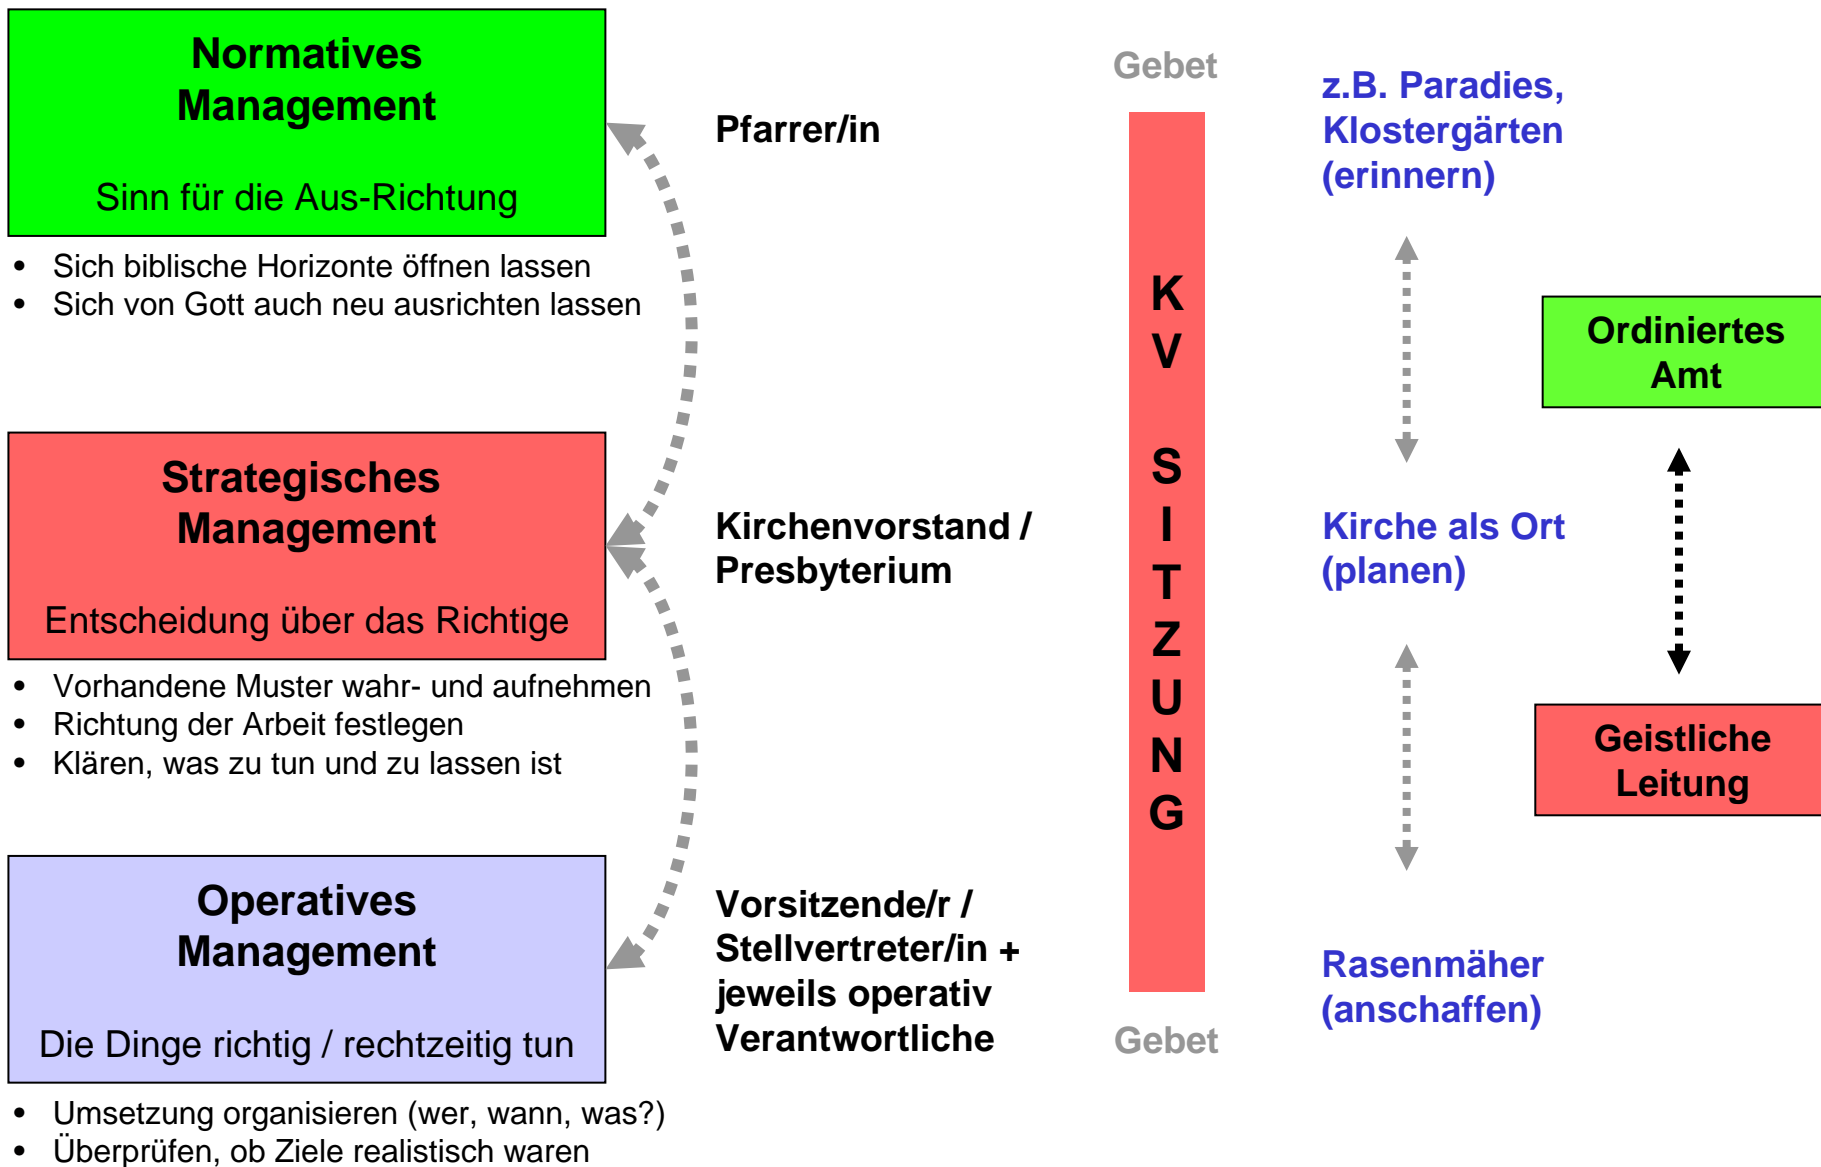 Normatives
Management
Sinn für die Aus-Richtung
• Sich biblische Horizonte öffnen lassen
• Sich von Gott auch neu ausrichten lassen
Strategisches
Management
Entscheidung über das Richtige
• Vorhandene Muster wahr- und aufnehmen
• Richtung der Arbeit festlegen
• Klären, was zu tun und zu lassen ist
Operatives
Management
Die Dinge richtig / rechtzeitig tun
• Umsetzung organisieren (wer, wann, was?)
• Überprüfen, ob Ziele realistisch waren
Pfarrer/in
Kirchenvorstand /
Presbyterium
Vorsitzende/r /
Stellvertreter/in +
jeweils operativ
Verantwortliche
Gebet
K
V
S
I
T
Z
U
N
G
Gebet
z.B. Paradies,
Klostergärten
(erinnern)
Kirche als Ort
(planen)
Rasenmäher
(anschaffen)
Ordiniertes
Amt
Geistliche
Leitung